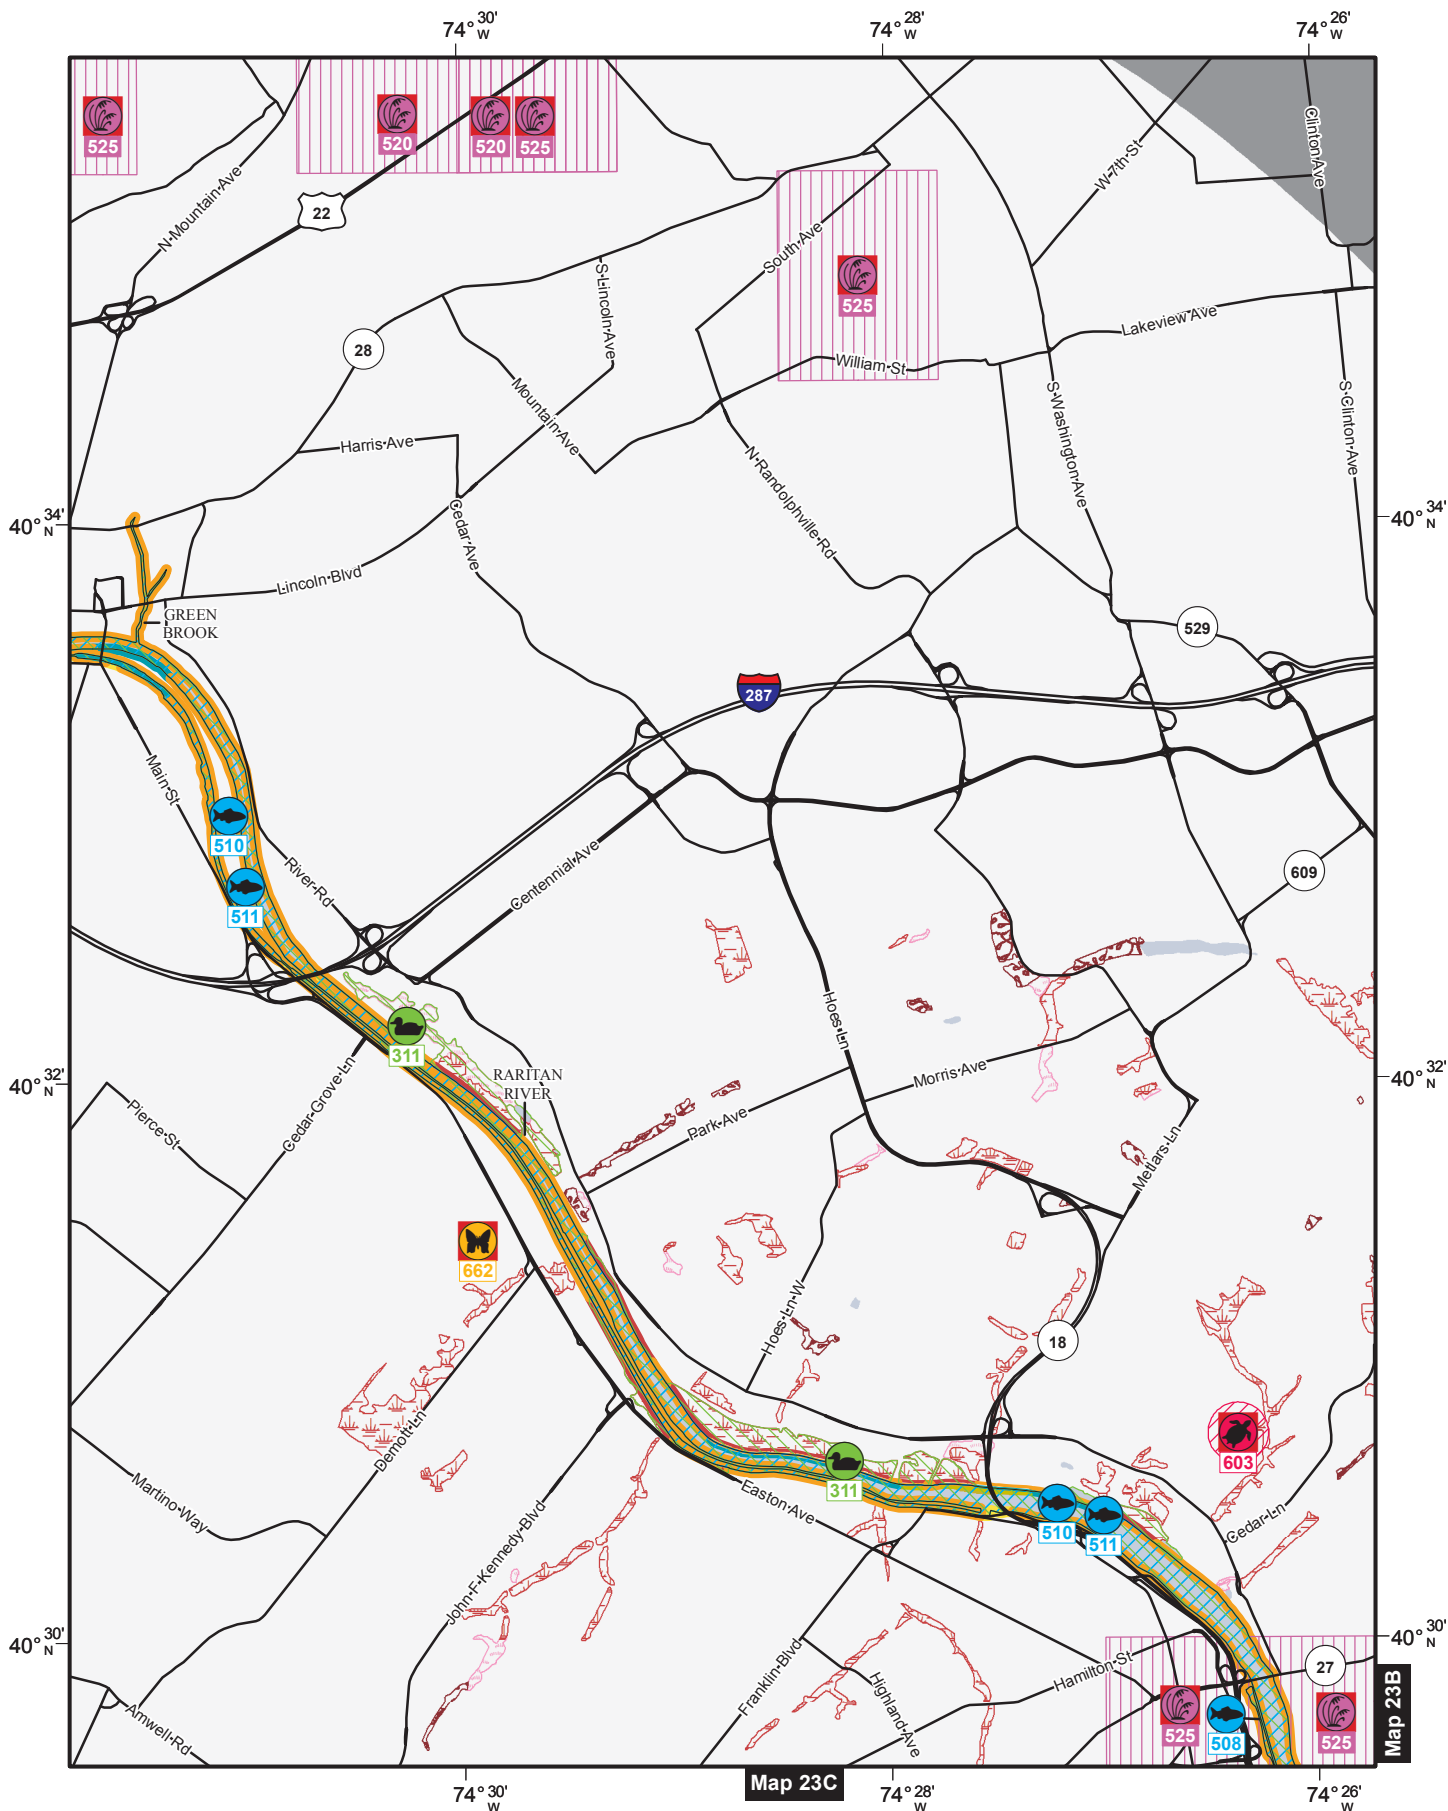 74° 30' W
74° 28' W
74° 26' W
525
520
520
525
Clinton Ave
W 7th St
N Mountain Ave
22
South Ave
525
S Lincoln Ave
Lakeview Ave
28
William St
Mountain Ave
S Washington Ave
S Clinton Ave
Harris Ave
N Randolphville Rd
Cedar Ave
40° 34' N
40° 34' N
Lincoln Blvd
GREEN
BROOK
529
287
Main St
510
River Rd
Centennial Ave
609
511
Hoes Ln
311
Morris Ave
RARITAN
RIVER
40° 32' N
40° 32' N
Cedar Grove Ln
Pierce St
Park Ave
Metlars Ln
662
Hoes Ln W
18
Demott Ln
603
Martino Way
Easton Ave
311
510
511
Cedar Ln
John F Kennedy Blvd
40° 30' N
40° 30' N
Hamilton St
27
Franklin Blvd
Highland Ave
Amwell Rd
525
508
525
Map 23B
Map 23C
74° 30' W
74° 28' W
74° 26' W